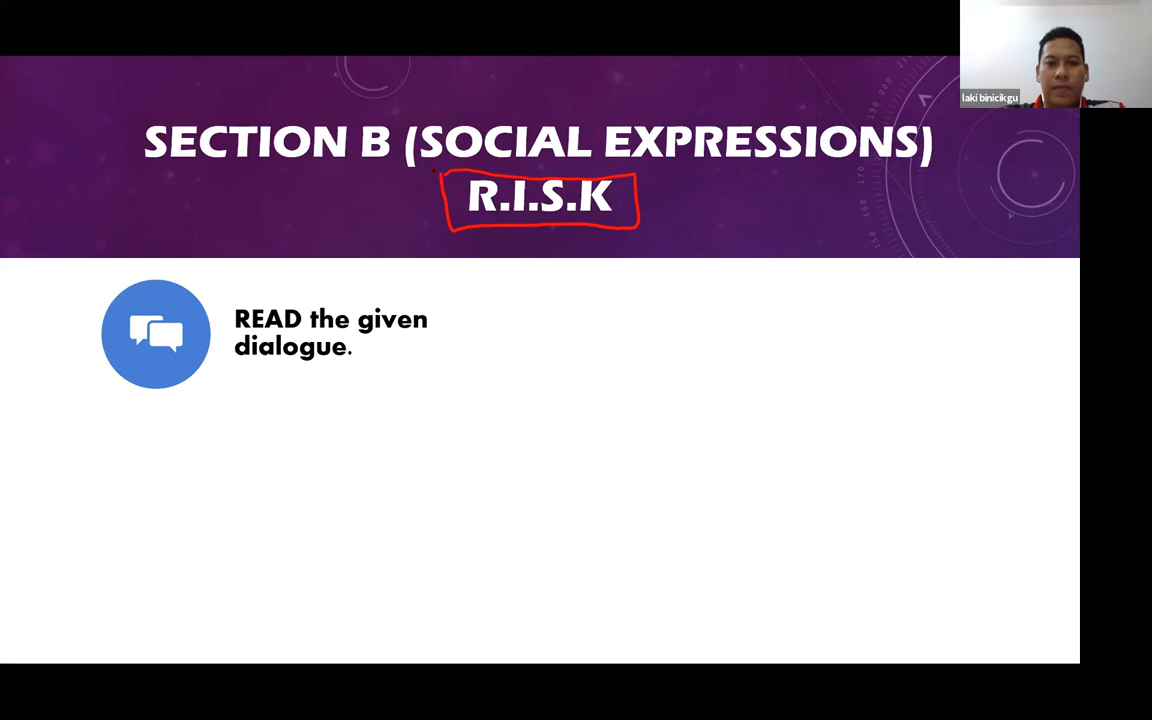 laki binicikgu
SECTION B (SOCIAL EXPRESSIONS)
R.I.S.K
READ the given
dialogue.